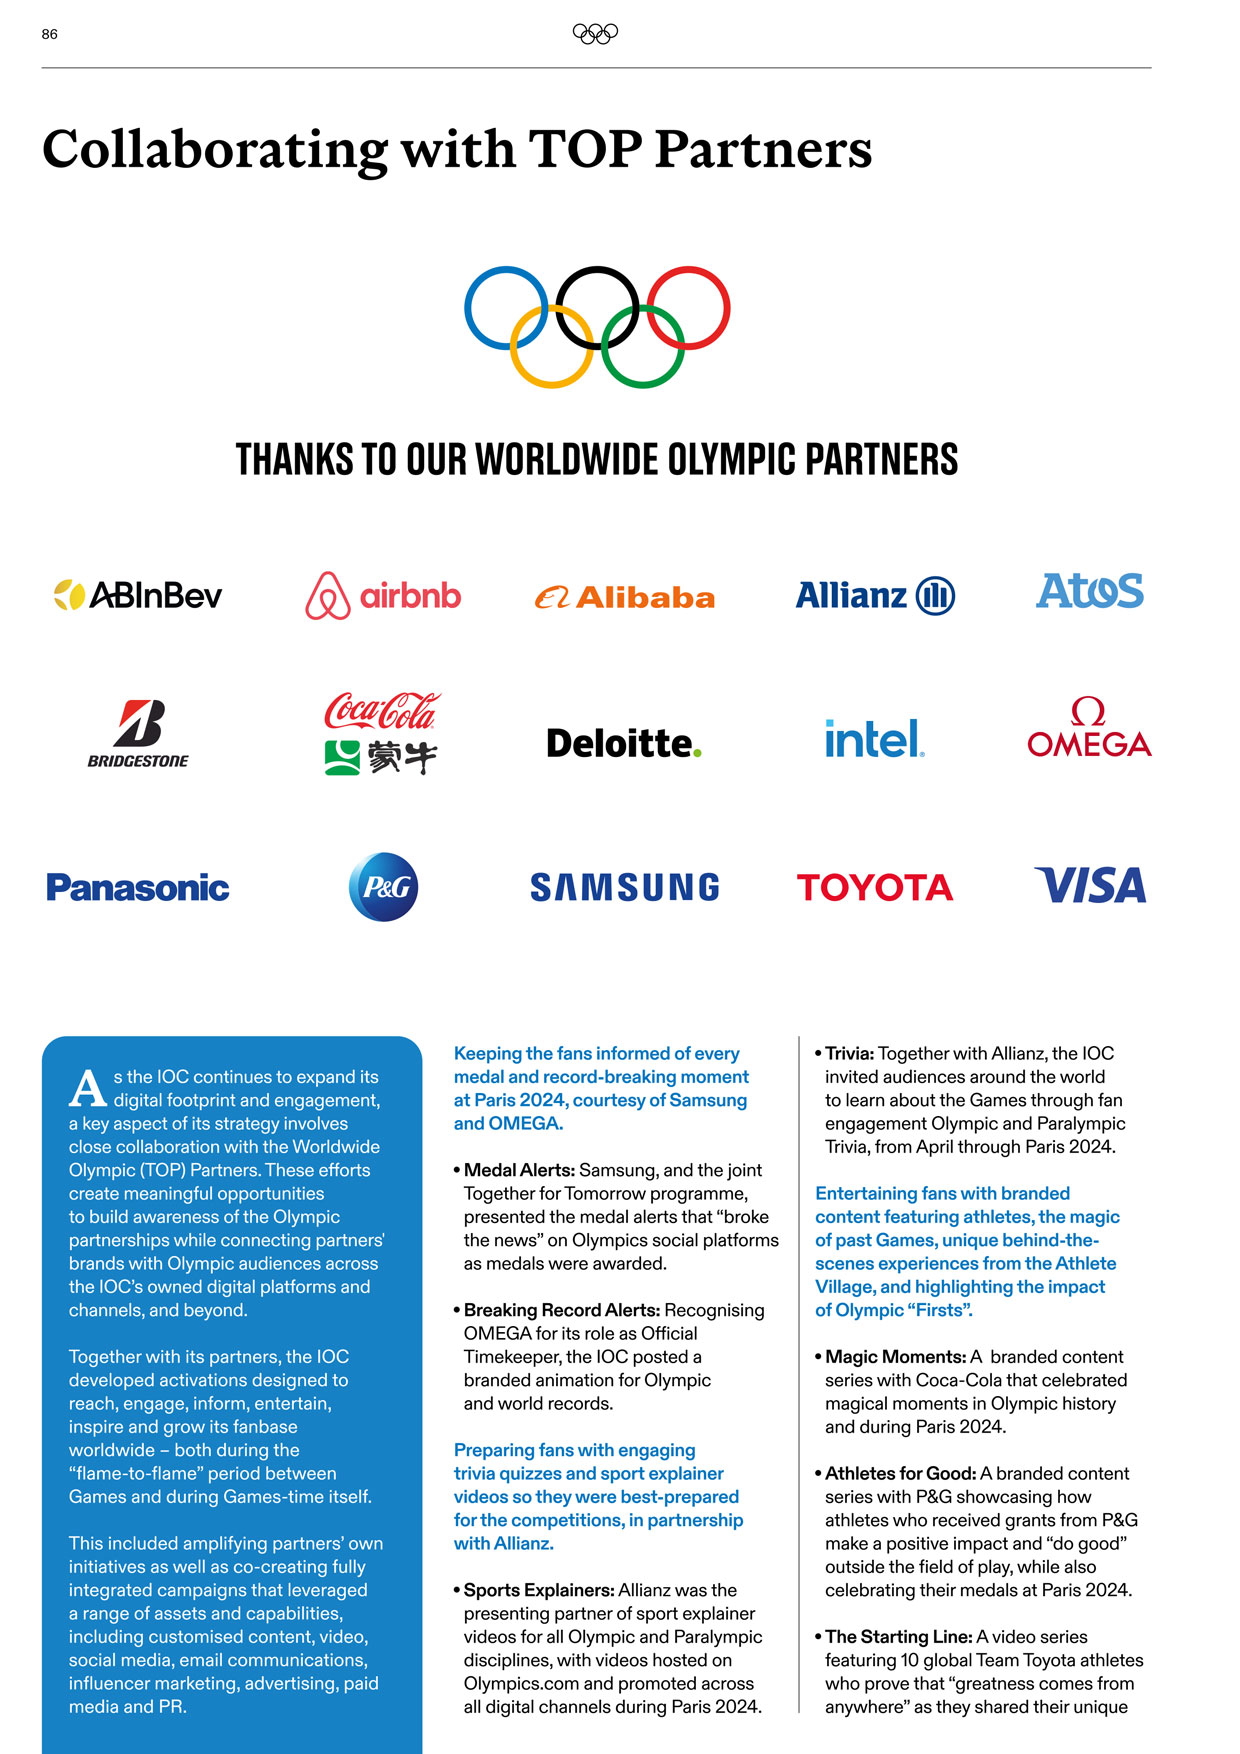 86
Collaborating with TOP Partners
THANKS TO OUR WORLDWIDE OLYMPIC PARTNERS
ABInBev
airbnb
Alibaba
Allianz
Atos
BRIDGESTONE
Coca-Cola
蒙牛
Deloitte.
intel®
OMEGA
Panasonic
P&G
SAMSUNG
TOYOTA
VISA
As the IOC continues to expand its
digital footprint and engagement,
a key aspect of its strategy involves
close collaboration with the Worldwide
Olympic (TOP) Partners. These efforts
create meaningful opportunities
to build awareness of the Olympic
partnerships while connecting partners'
brands with Olympic audiences across
the IOC’s owned digital platforms and
channels, and beyond.
Together with its partners, the IOC
developed activations designed to
reach, engage, inform, entertain,
inspire and grow its fanbase
worldwide – both during the
“flame-to-flame” period between
Games and during Games-time itself.
This included amplifying partners’ own
initiatives as well as co-creating fully
integrated campaigns that leveraged
a range of assets and capabilities,
including customised content, video,
social media, email communications,
influencer marketing, advertising, paid
media and PR.
Keeping the fans informed of every
medal and record-breaking moment
at Paris 2024, courtesy of Samsung
and OMEGA.
• Medal Alerts: Samsung, and the joint
Together for Tomorrow programme,
presented the medal alerts that “broke
the news” on Olympics social platforms
as medals were awarded.
• Breaking Record Alerts: Recognising
OMEGA for its role as Official
Timekeeper, the IOC posted a
branded animation for Olympic
and world records.
Preparing fans with engaging
trivia quizzes and sport explainer
videos so they were best-prepared
for the competitions, in partnership
with Allianz.
• Sports Explainers: Allianz was the
presenting partner of sport explainer
videos for all Olympic and Paralympic
disciplines, with videos hosted on
Olympics.com and promoted across
all digital channels during Paris 2024.
• Trivia: Together with Allianz, the IOC
invited audiences around the world
to learn about the Games through fan
engagement Olympic and Paralympic
Trivia, from April through Paris 2024.
Entertaining fans with branded
content featuring athletes, the magic
of past Games, unique behind-the-
scenes experiences from the Athlete
Village, and highlighting the impact
of Olympic “Firsts”.
• Magic Moments: A branded content
series with Coca-Cola that celebrated
magical moments in Olympic history
and during Paris 2024.
• Athletes for Good: A branded content
series with P&G showcasing how
athletes who received grants from P&G
make a positive impact and “do good”
outside the field of play, while also
celebrating their medals at Paris 2024.
• The Starting Line: A video series
featuring 10 global Team Toyota athletes
who prove that “greatness comes from
anywhere” as they shared their unique